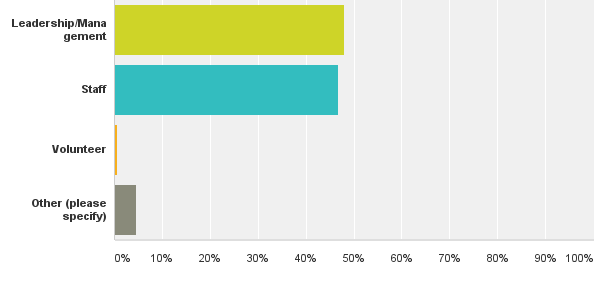 Leadership/Mana
gement
Staff
Volunteer
Other (please
specify)
0% 10% 20% 30% 40% 50% 60% 70% 80% 90% 100%